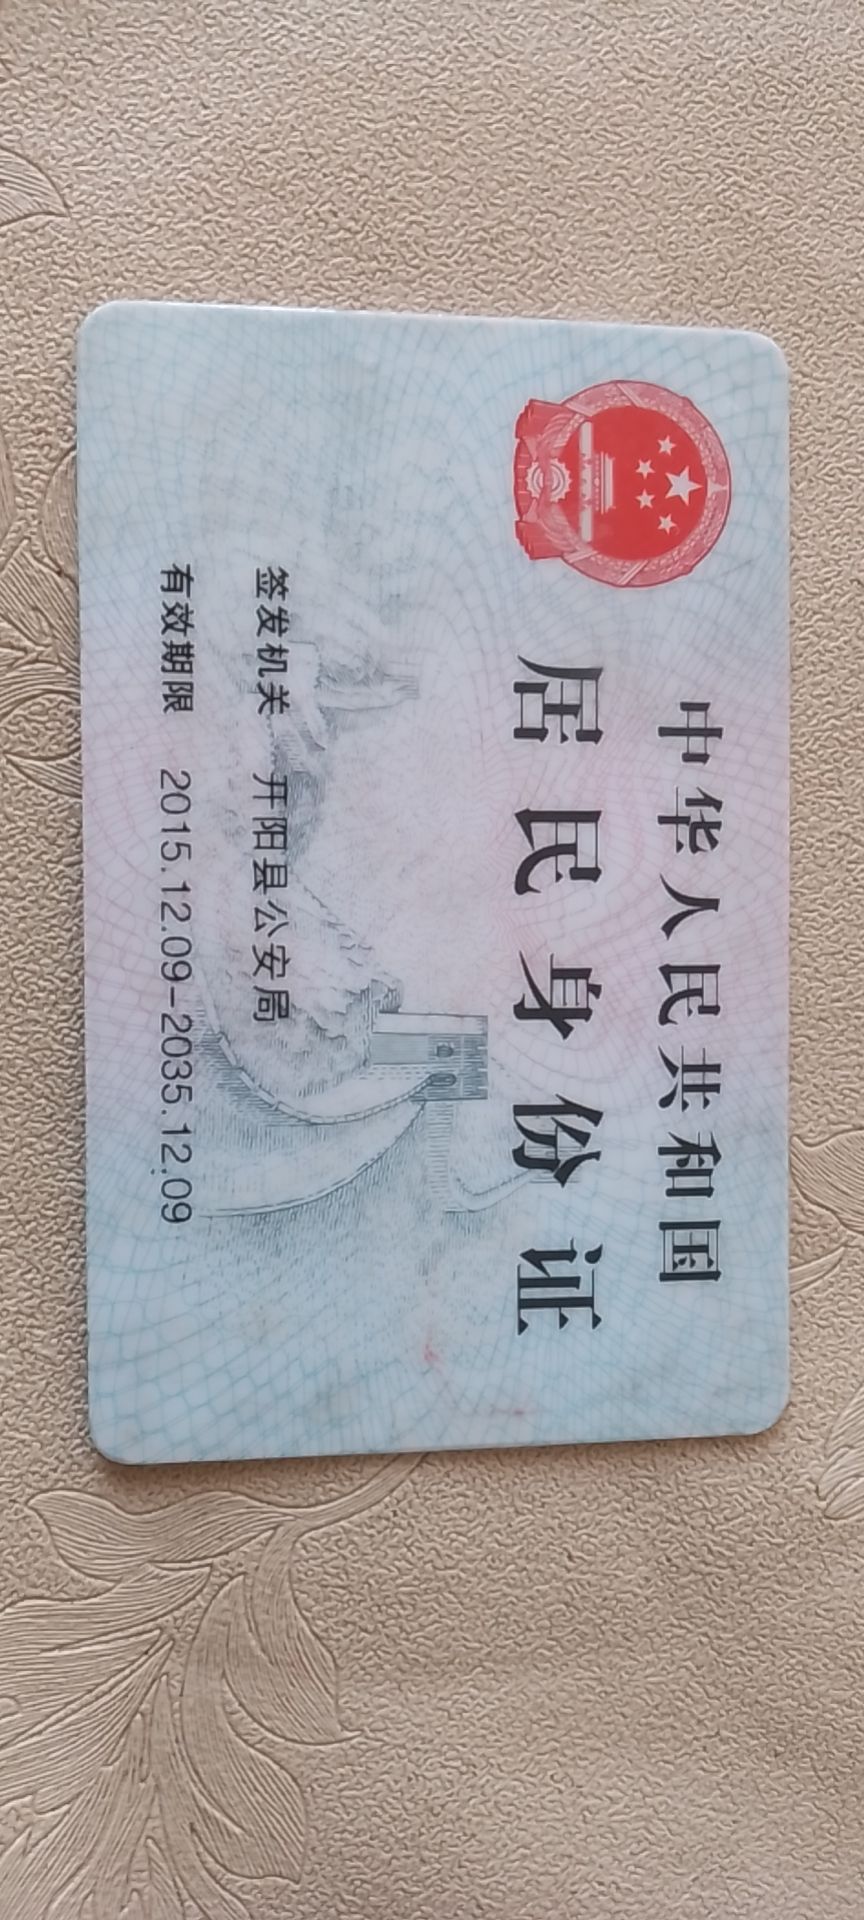 中华人民共和国
居民身份证
签发机关 开阳县公安局
有效期限 2015.12.09-2035.12.09